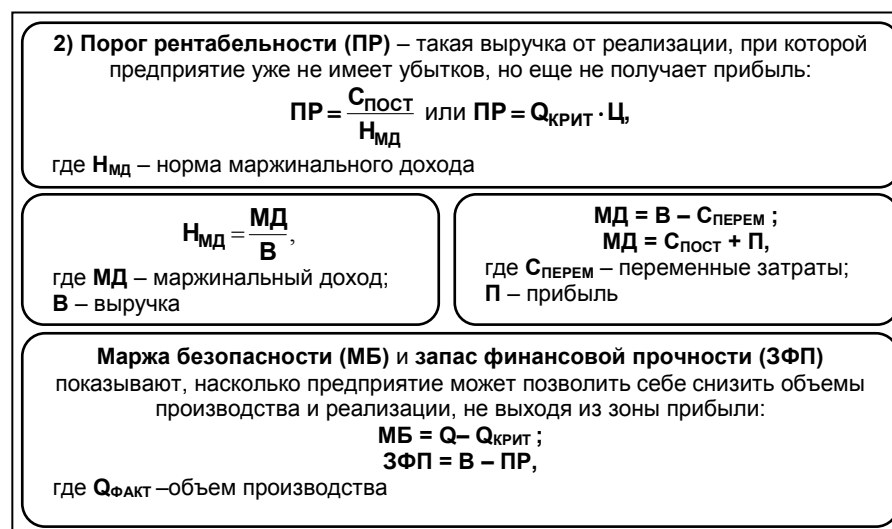 2) Порог рентабельности (ПР) – такая выручка от реализации, при которой
предприятие уже не имеет убытков, но еще не получает прибыль:
ПР = СПОСТ / НМД или ПР = QКРИТ · Ц,
где НМД – норма маржинального дохода
НМД = МД / В,
где МД – маржинальный доход;
В – выручка
МД = В – СПЕРЕМ ;
МД = СПОСТ + П,
где СПЕРЕМ – переменные затраты;
П – прибыль
Маржа безопасности (МБ) и запас финансовой прочности (ЗФП)
показывают, насколько предприятие может позволить себе снизить объемы
производства и реализации, не выходя из зоны прибыли:
МБ = Q– QКРИТ ;
ЗФП = В – ПР,
где QФАКТ –объем производства